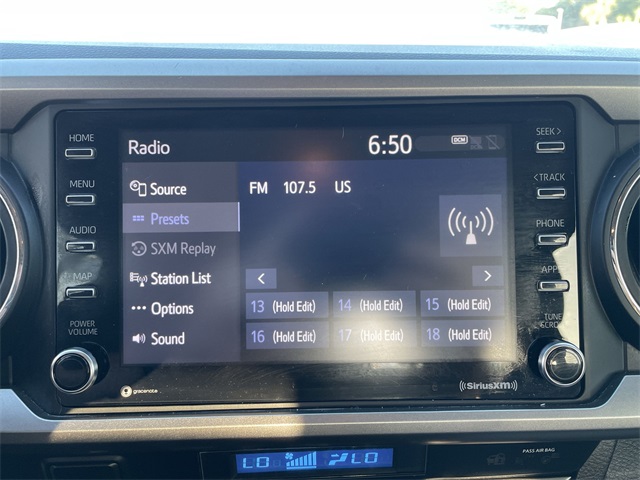 HOME
MENU
AUDIO
MAP
POWER
VOLUME
Radio
6:50
DCM
Source
Presets
SXM Replay
Station List
Options
Sound
FM 107.5 US
13 (Hold Edit) 14 (Hold Edit) 15 (Hold Edit)
16 (Hold Edit) 17 (Hold Edit) 18 (Hold Edit)
SEEK >
< TRACK
PHONE
APPS
TUNE
SCROLL
gracenote
SiriusXM
LO LO
PASS AIR BAG